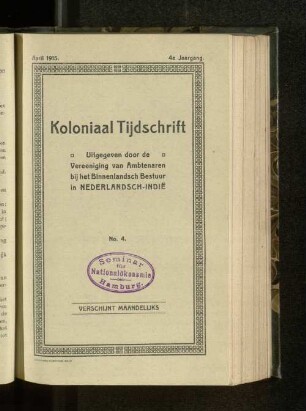 April 1915. 4e Jaargang.
Koloniaal Tijdschrift
Uitgegeven door de
Vereeniging van Ambtenaren
bij het Binnenlandsch Bestuur
in NEDERLANDSCH-INDIË
No. 4.
Seminar
für
Nationalökonomie
Hamburg.
VERSCHIJNT MAANDELIJKS